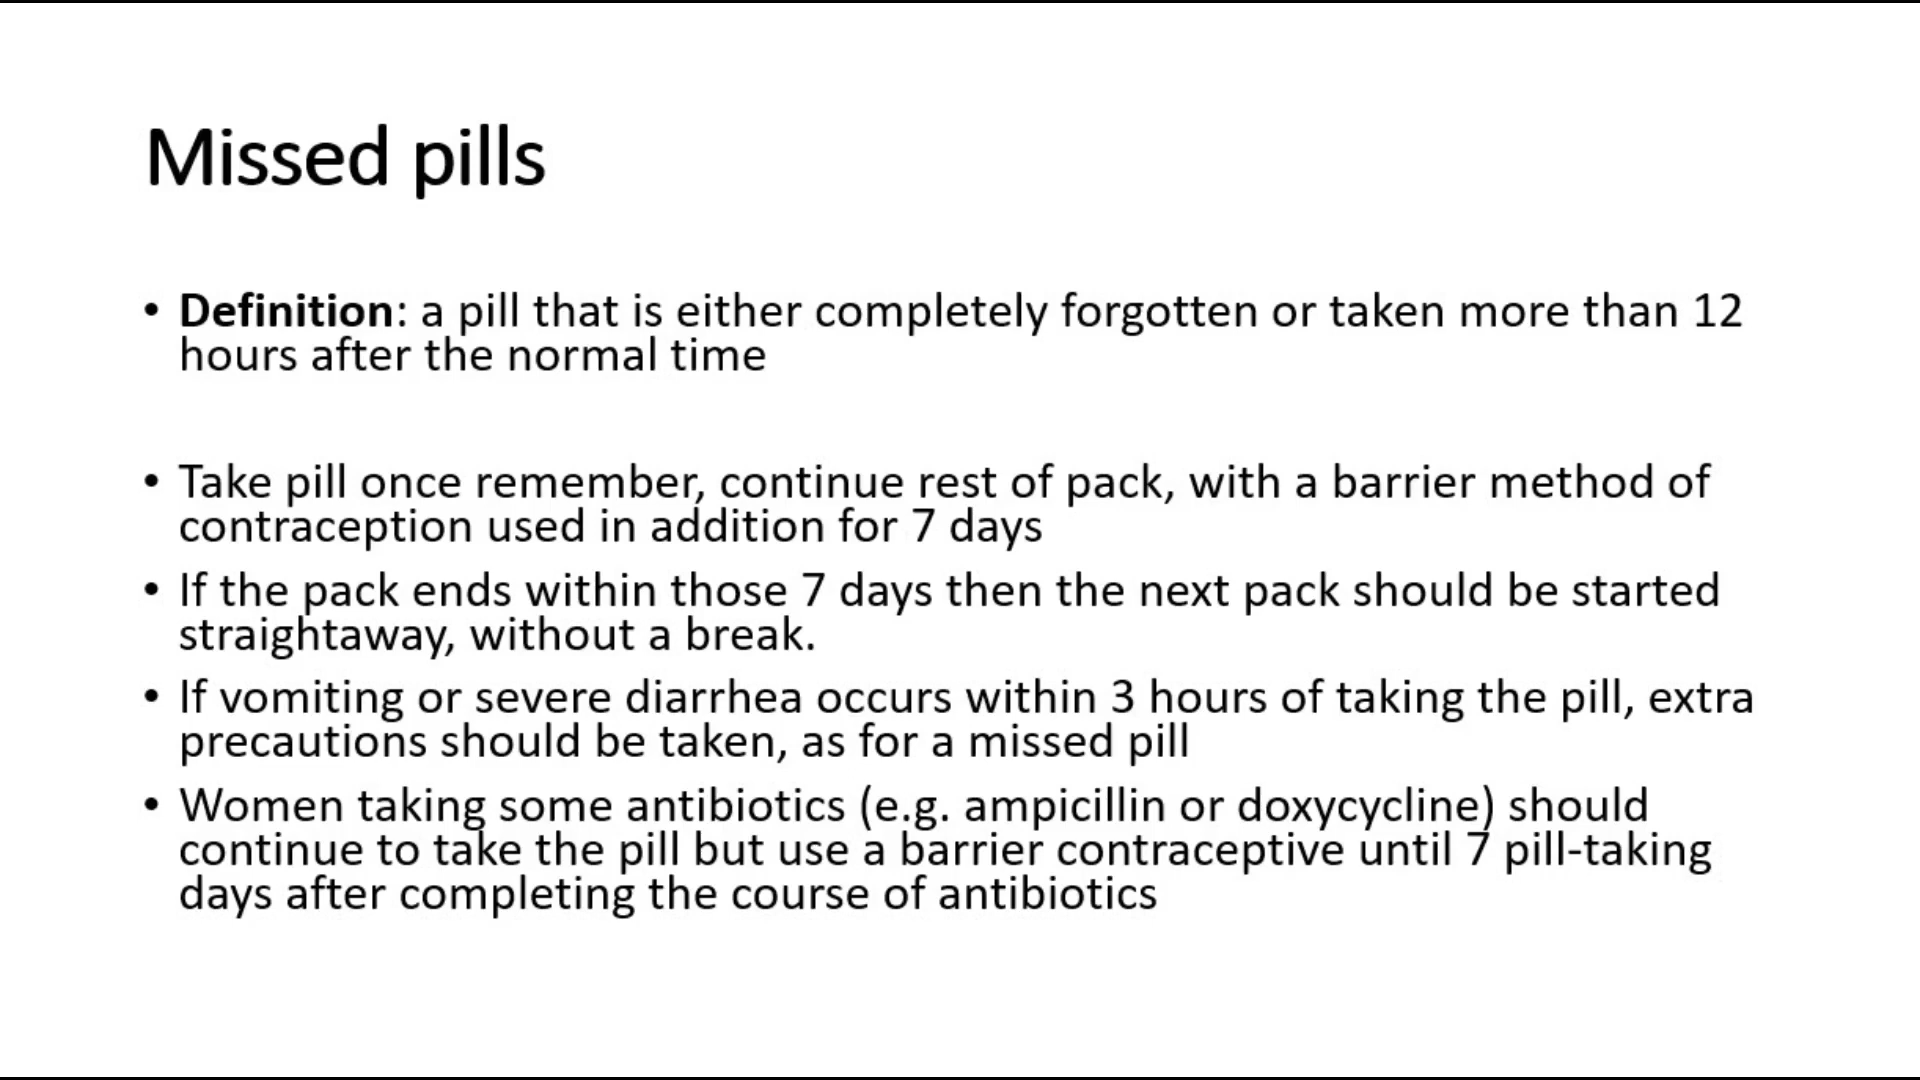 Missed pills
• Definition: a pill that is either completely forgotten or taken more than 12
hours after the normal time
• Take pill once remember, continue rest of pack, with a barrier method of
contraception used in addition for 7 days
• If the pack ends within those 7 days then the next pack should be started
straightaway, without a break.
• If vomiting or severe diarrhea occurs within 3 hours of taking the pill, extra
precautions should be taken, as for a missed pill
• Women taking some antibiotics (e.g. ampicillin or doxycycline) should
continue to take the pill but use a barrier contraceptive until 7 pill-taking
days after completing the course of antibiotics